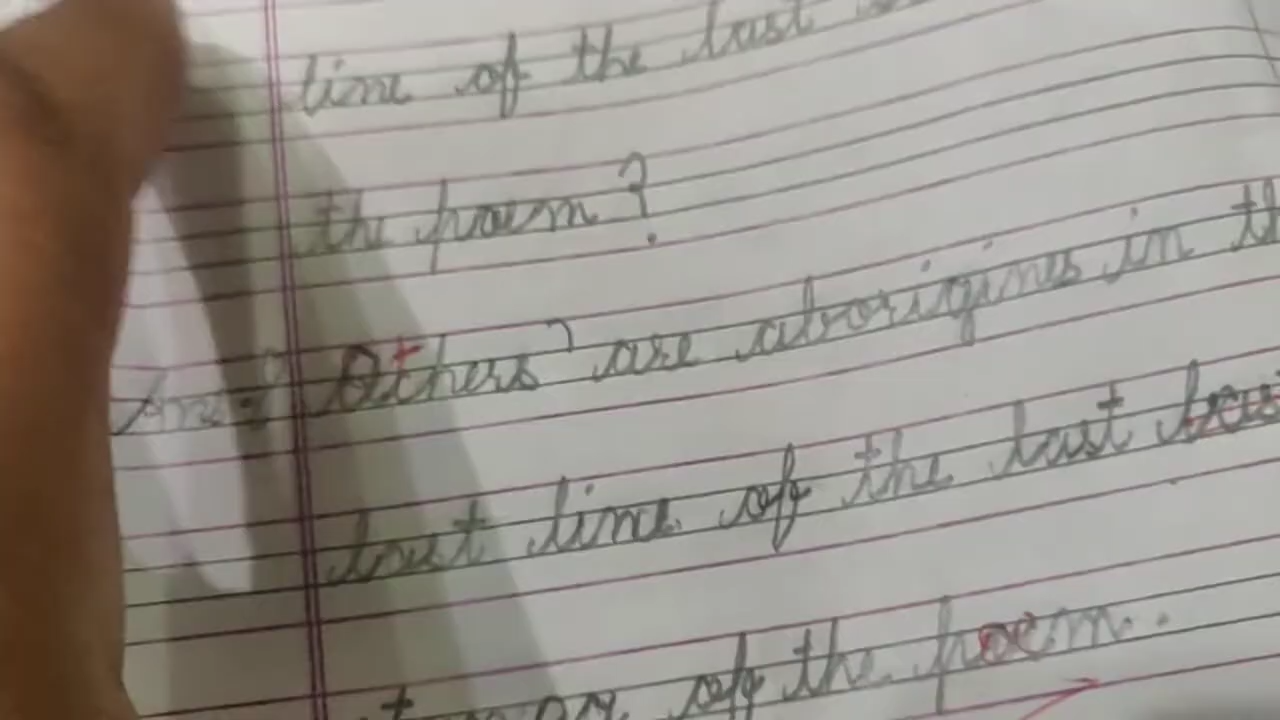 line of the last
the poem?
Ans- 'Others' are aborigines in th
last line of the last
of the poem.